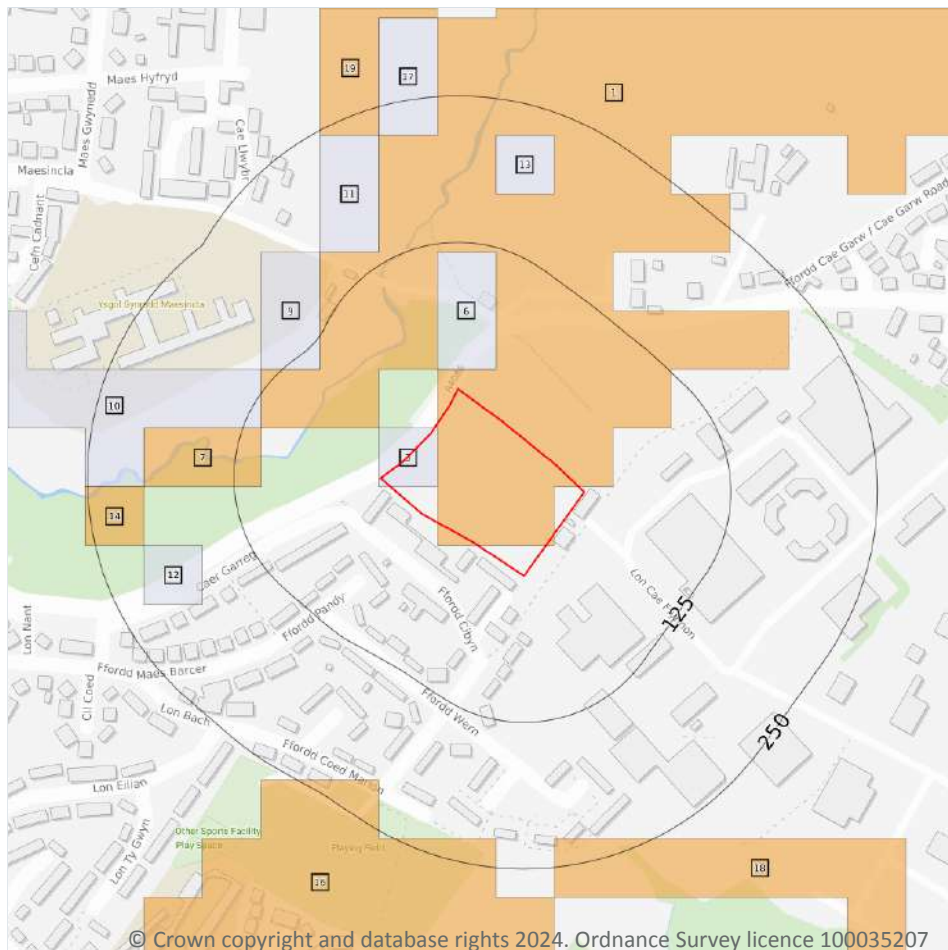 19
17
1
Maes Hyfryd
Maes Gwynedd
Cae Llwybr
Maesincla
13
11
Cefn Cadnant
Ffordd Cae Garw / Cae Garw Road
Ysgol Gynradd Maesincla
9
6
10
Afon
7
3
14
12
Caer Garreg
Ffordd Pandy
Ffordd Cibyn
Lon Cae Ffynnon
125
Lon Nant
Ffordd Maes Barcer
Cil Coed
Lon Bach
Ffordd Wern
250
Ffordd Coed Marion
Lon Eilian
Lon Ty Gwyn
Other Sports Facility
Play Space
Playing Field
16
18
© Crown copyright and database rights 2024. Ordnance Survey licence 100035207